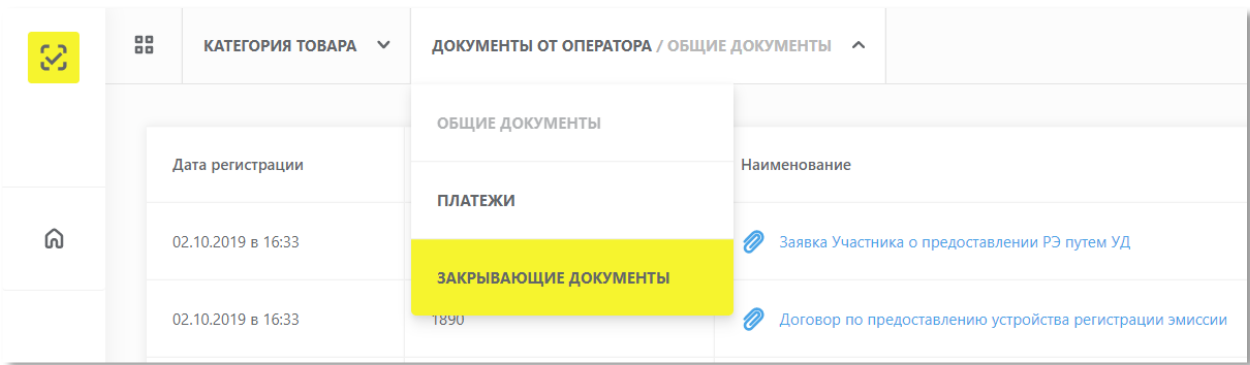 КАТЕГОРИЯ ТОВАРА
ДОКУМЕНТЫ ОТ ОПЕРАТОРА / ОБЩИЕ ДОКУМЕНТЫ
ОБЩИЕ ДОКУМЕНТЫ
ПЛАТЕЖИ
ЗАКРЫВАЮЩИЕ ДОКУМЕНТЫ
Дата регистрации
Наименование
02.10.2019 в 16:33
Заявка Участника о предоставлении РЭ путем УД
02.10.2019 в 16:33
1890
Договор по предоставлению устройства регистрации эмиссии